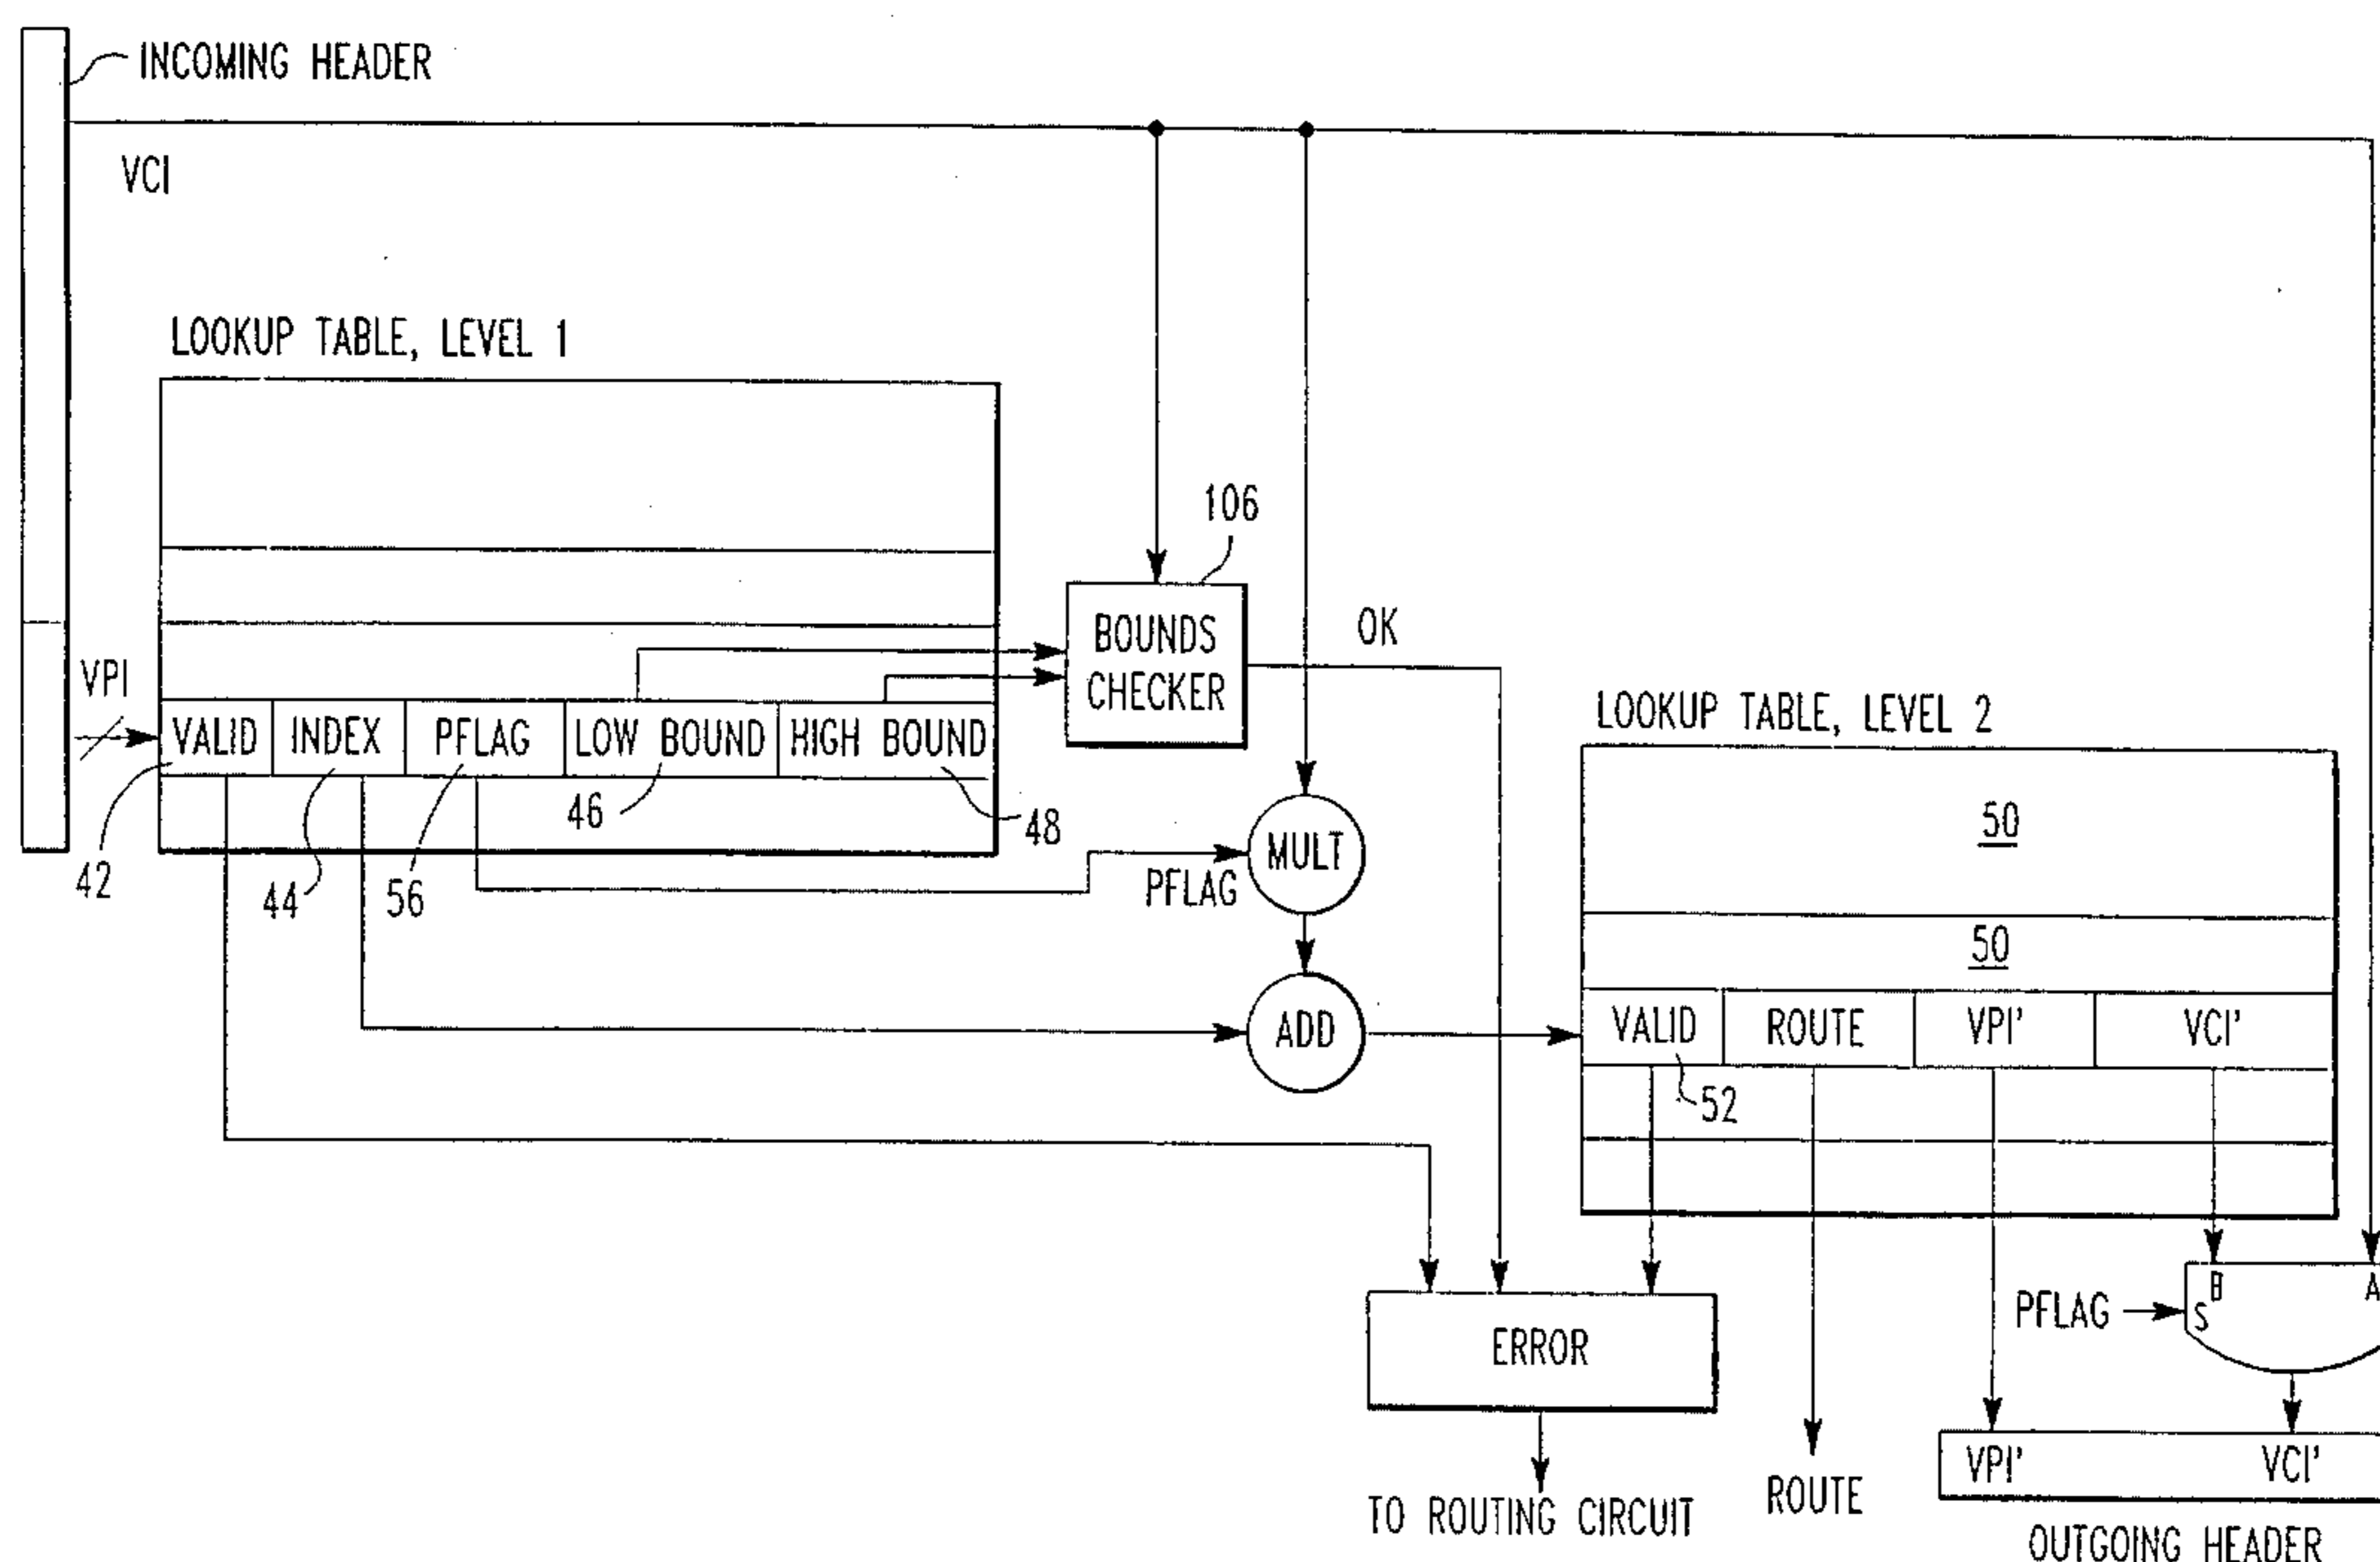 INCOMING HEADER
VCI
LOOKUP TABLE, LEVEL 1
106
BOUNDS
CHECKER
OK
VPI
VALID INDEX PFLAG LOW BOUND HIGH BOUND
LOOKUP TABLE, LEVEL 2
42
44
56
46
48
PFLAG
MULT
50
50
ADD
VALID ROUTE VPI' VCI'
52
B
A
PFLAG
S
ERROR
VPI' VCI'
ROUTE
TO ROUTING CIRCUIT
OUTGOING HEADER